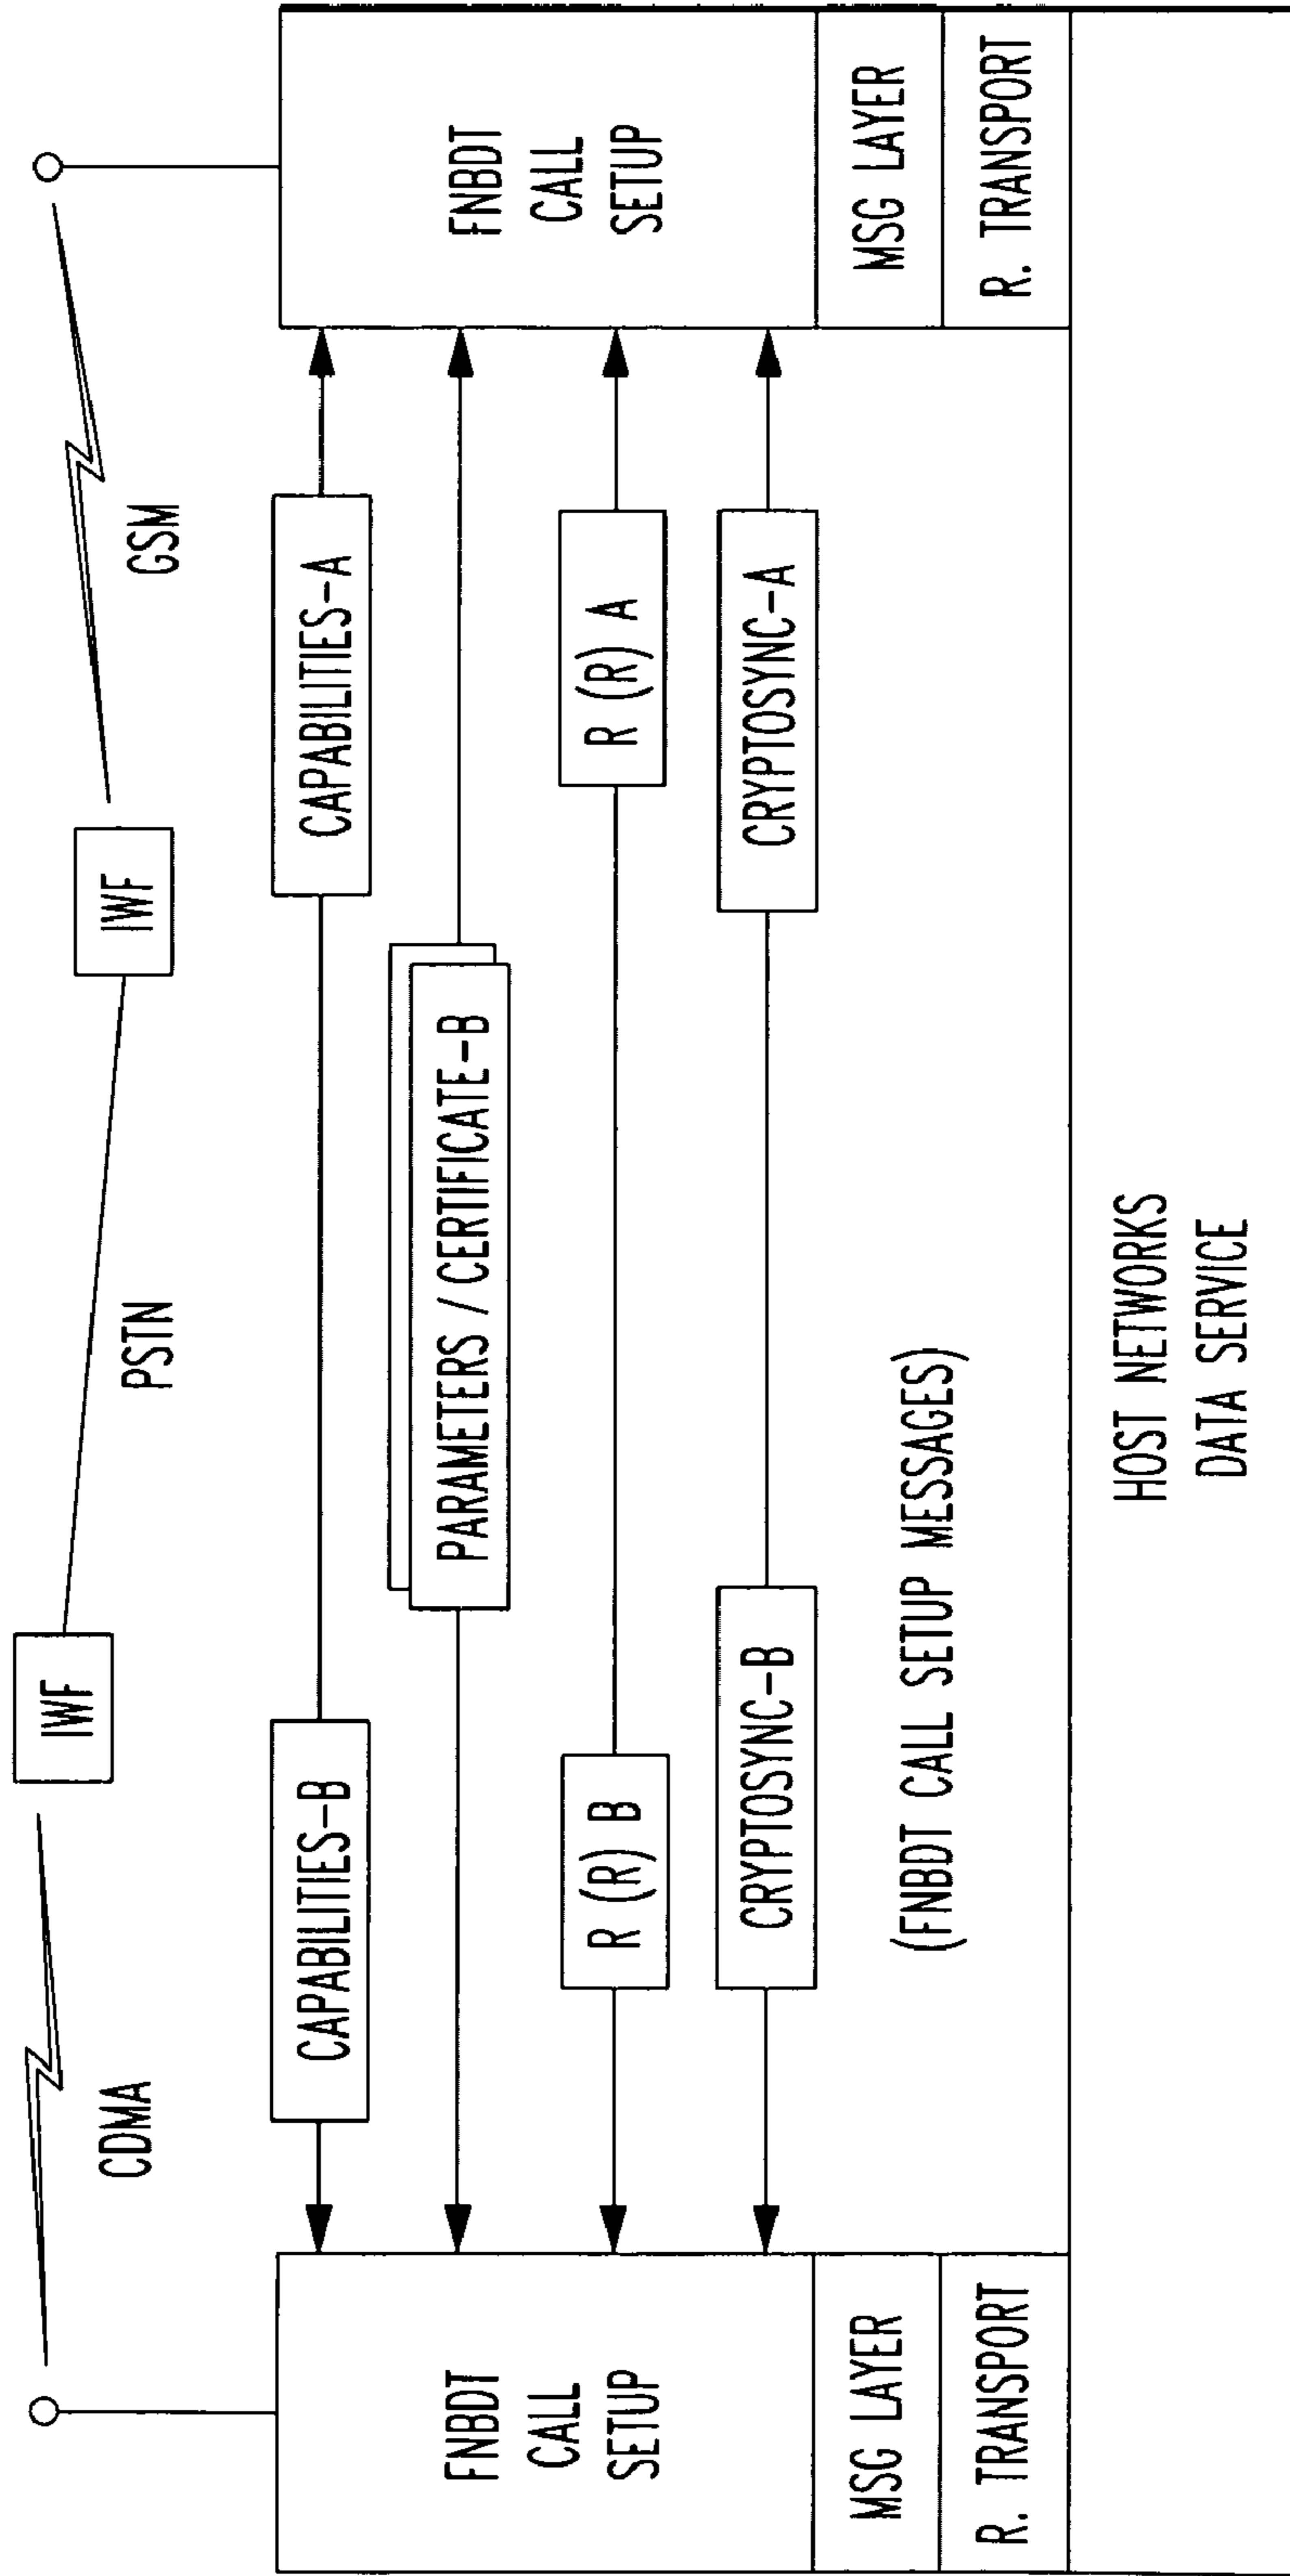 CDMA
IWF
PSTN
IWF
GSM
FNBDT
CALL
SETUP
MSG LAYER
R. TRANSPORT
CAPABILITIES-B
CAPABILITIES-A
PARAMETERS / CERTIFICATE-B
R (R) B
R (R) A
CRYPTOSYNC-B
CRYPTOSYNC-A
(FNBDT CALL SETUP MESSAGES)
FNBDT
CALL
SETUP
MSG LAYER
R. TRANSPORT
HOST NETWORKS
DATA SERVICE